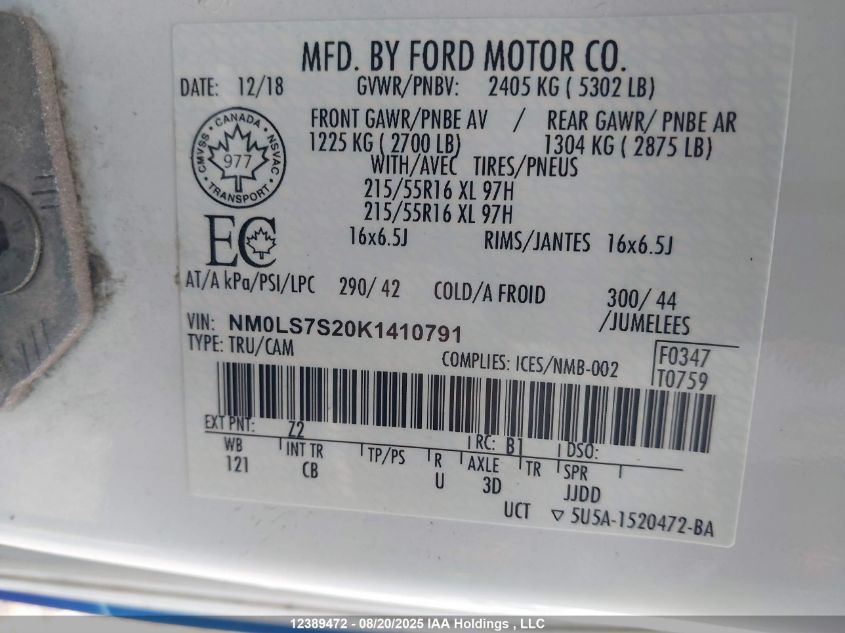 MFD. BY FORD MOTOR CO.
DATE: 12/18 GVWR/PNBV: 2405 KG ( 5302 LB)
FRONT GAWR/PNBE AV / REAR GAWR/ PNBE AR
1225 KG ( 2700 LB) 1304 KG ( 2875 LB)
WITH/AVEC TIRES/PNEUS
215/55R16 XL 97H
215/55R16 XL 97H
16x6.5J RIMS/JANTES 16x6.5J
CANADA
CMVSS NSVAC
977
TRANSPORT
EC
AT/A kPa/PSI/LPC 290/ 42 COLD/A FROID 300/ 44
/JUMELEES
VIN: NM0LS7S20K1410791
TYPE: TRU/CAM COMPLIES: ICES/NMB-002 F0347
T0759
EXT PNT: Z2 RC: B1 DSO:
WB INT TR TP/PS R AXLE TR SPR
121 CB U 3D JJDD
UCT ▽ 5U5A-1520472-BA
12389472 - 08/20/2025 IAA Holdings , LLC